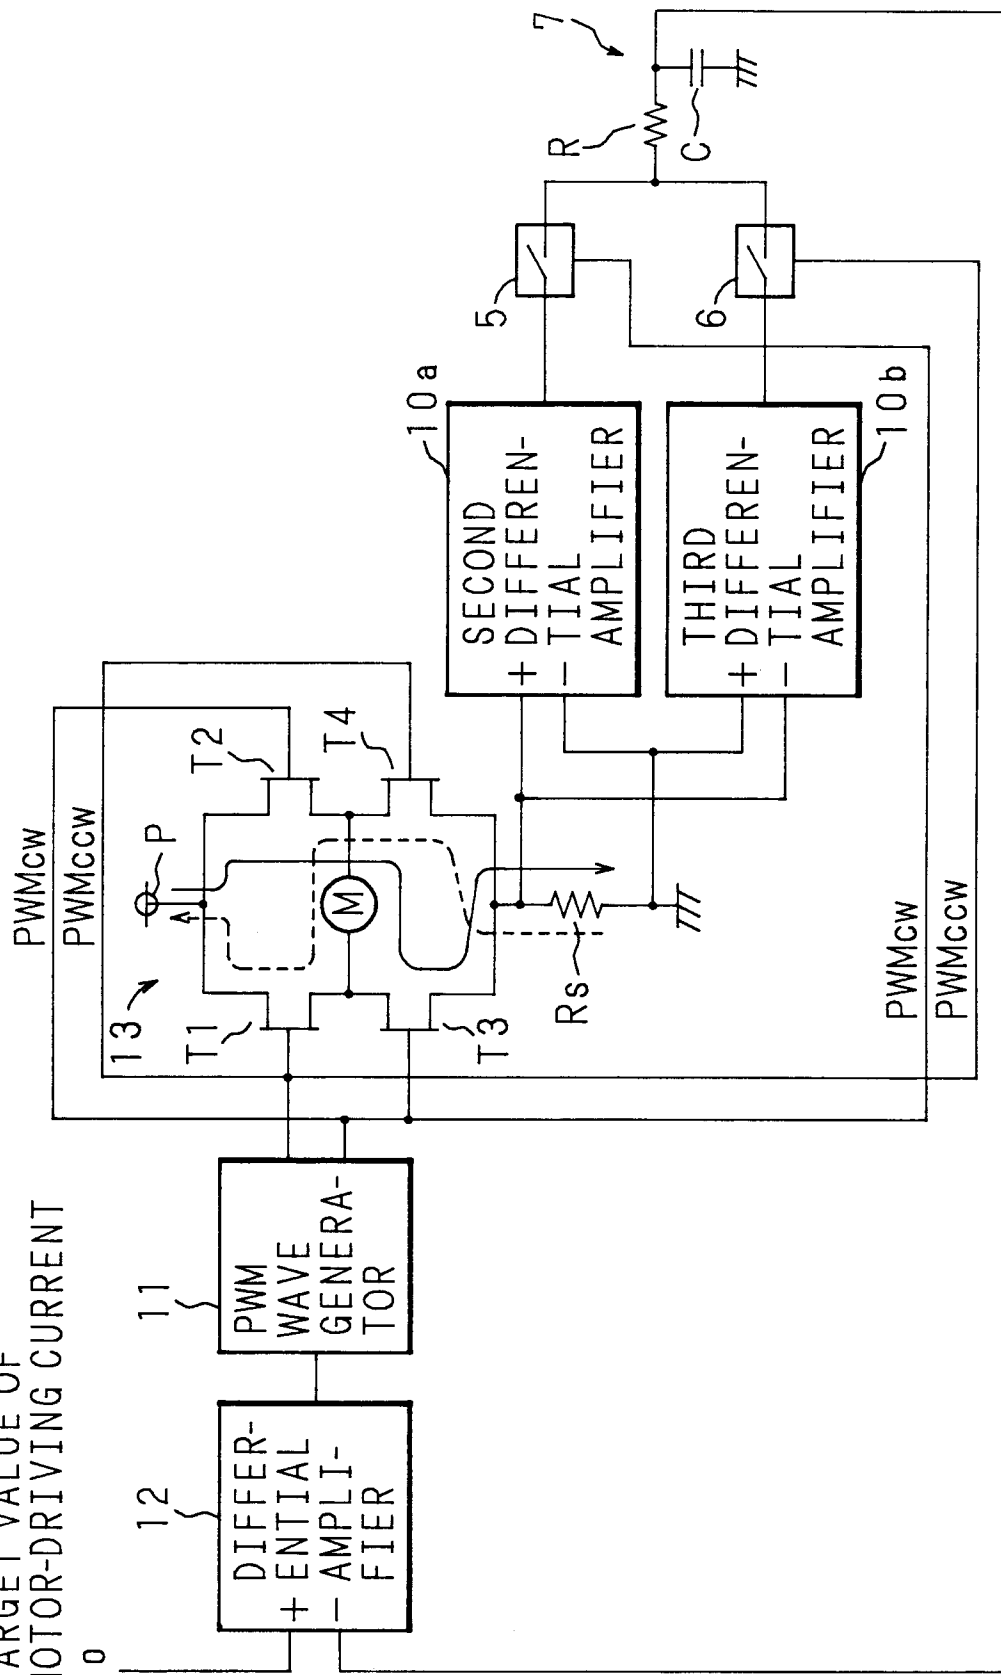 TARGET VALUE OF
MOTOR-DRIVING CURRENT
0
12
DIFFER-
ENTIAL
AMPLI-
FIER
+
-
11
PWM
WAVE
GENERA-
TOR
PWMcw
PWMccw
13
P
T1
T2
T3
T4
M
Rs
10a
SECOND
DIFFEREN-
TIAL
AMPLIFIER
+
-
10b
THIRD
DIFFEREN-
TIAL
AMPLIFIER
+
-
PWMcw
PWMccw
5
6
7
R
C